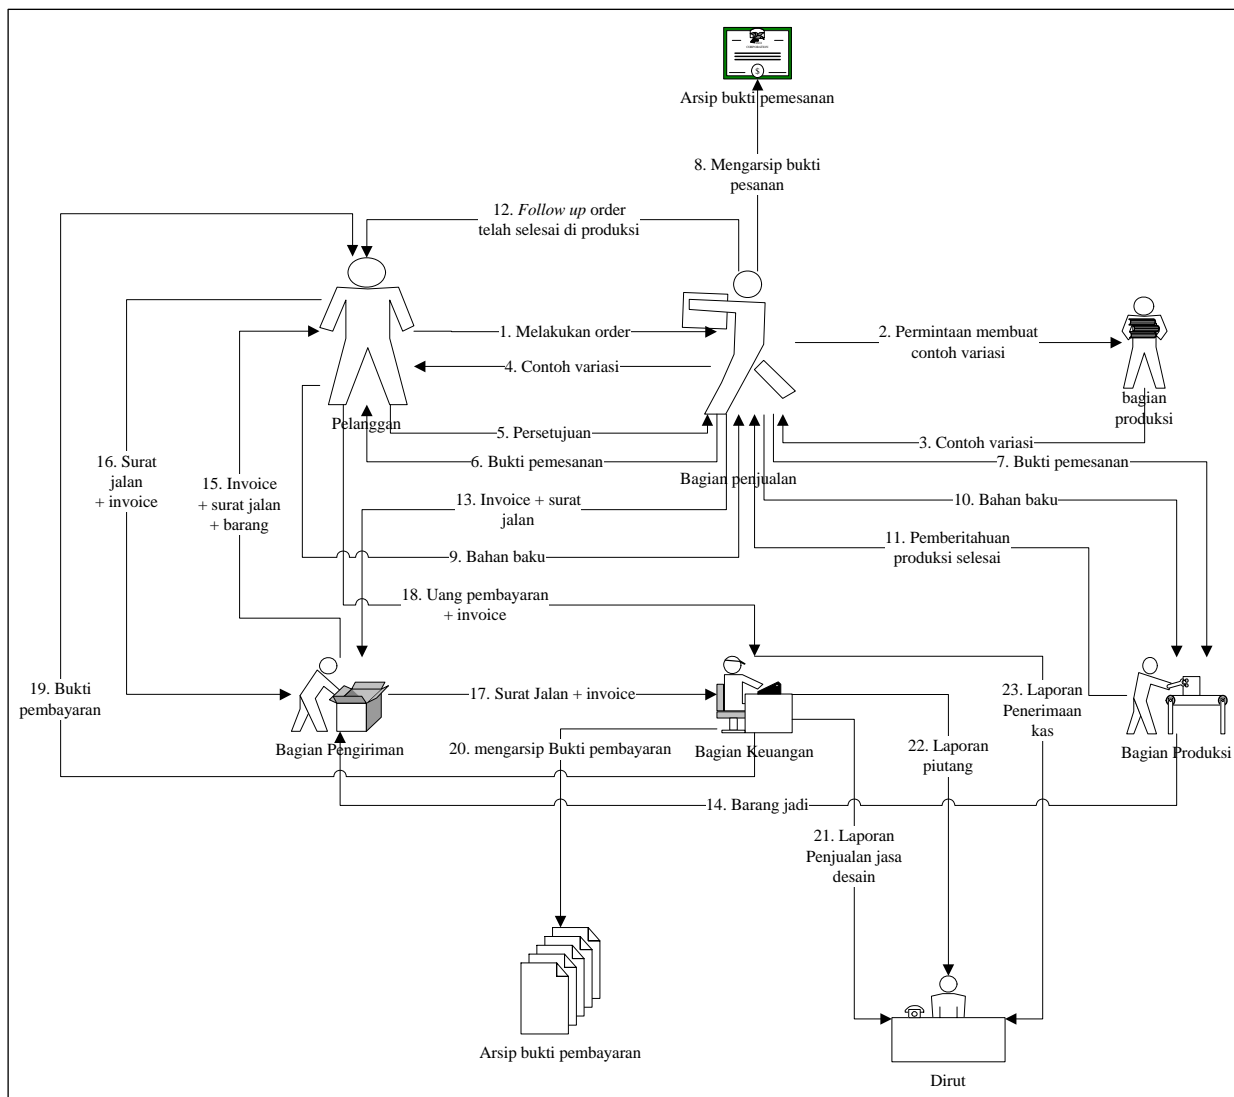 CORPORATION
$
Arsip bukti pemesanan
8. Mengarsip bukti
pesanan
12. Follow up order
telah selesai di produksi
1. Melakukan order
2. Permintaan membuat
contoh variasi
4. Contoh variasi
bagian
produksi
Pelanggan
5. Persetujuan
3. Contoh variasi
6. Bukti pemesanan
7. Bukti pemesanan
Bagian penjualan
16. Surat
jalan
+ invoice
15. Invoice
+ surat jalan
+ barang
13. Invoice + surat
jalan
10. Bahan baku
9. Bahan baku
11. Pemberitahuan
produksi selesai
18. Uang pembayaran
+ invoice
19. Bukti
pembayaran
17. Surat Jalan + invoice
23. Laporan
Penerimaan
kas
Bagian Pengiriman
20. mengarsip Bukti pembayaran
Bagian Keuangan
22. Laporan
piutang
Bagian Produksi
14. Barang jadi
21. Laporan
Penjualan jasa
desain
Arsip bukti pembayaran
Dirut